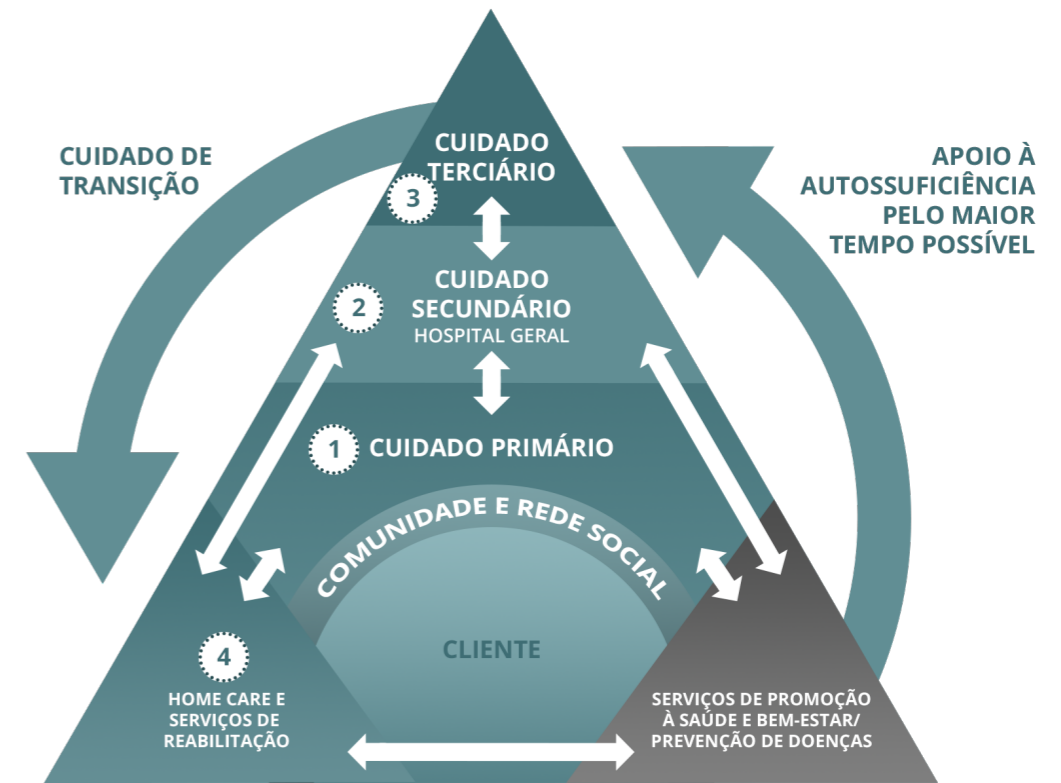 CUIDADO DE
TRANSIÇÃO
APOIO À
AUTOSSUFICIÊNCIA
PELO MAIOR
TEMPO POSSÍVEL
CUIDADO
TERCIÁRIO
3
CUIDADO
SECUNDÁRIO
HOSPITAL GERAL
2
1
CUIDADO PRIMÁRIO
COMUNIDADE E REDE SOCIAL
CLIENTE
4
HOME CARE E
SERVIÇOS DE
REABILITAÇÃO
SERVIÇOS DE PROMOÇÃO
À SAÚDE E BEM-ESTAR/
PREVENÇÃO DE DOENÇAS